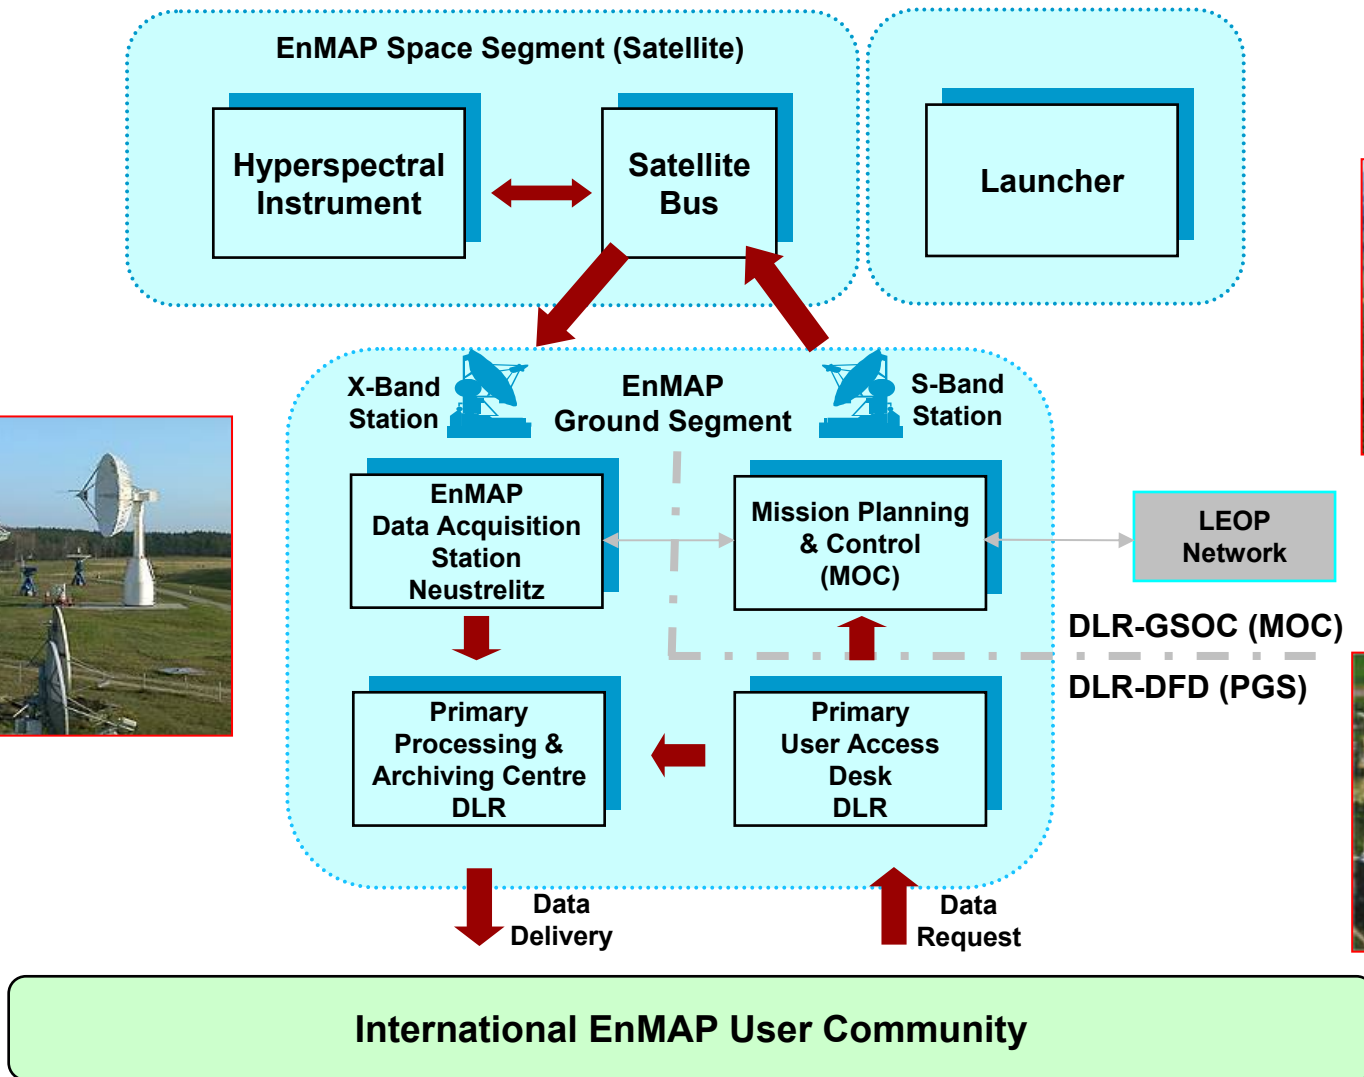 EnMAP Space Segment (Satellite)
Hyperspectral
Instrument
Satellite
Bus
Launcher
X-Band
Station
EnMAP
Ground Segment
S-Band
Station
EnMAP
Data Acquisition
Station
Neustrelitz
Mission Planning
& Control
(MOC)
LEOP
Network
DLR-GSOC (MOC)
DLR-DFD (PGS)
Primary
Processing &
Archiving Centre
DLR
Primary
User Access
Desk
DLR
Data
Delivery
Data
Request
International EnMAP User Community